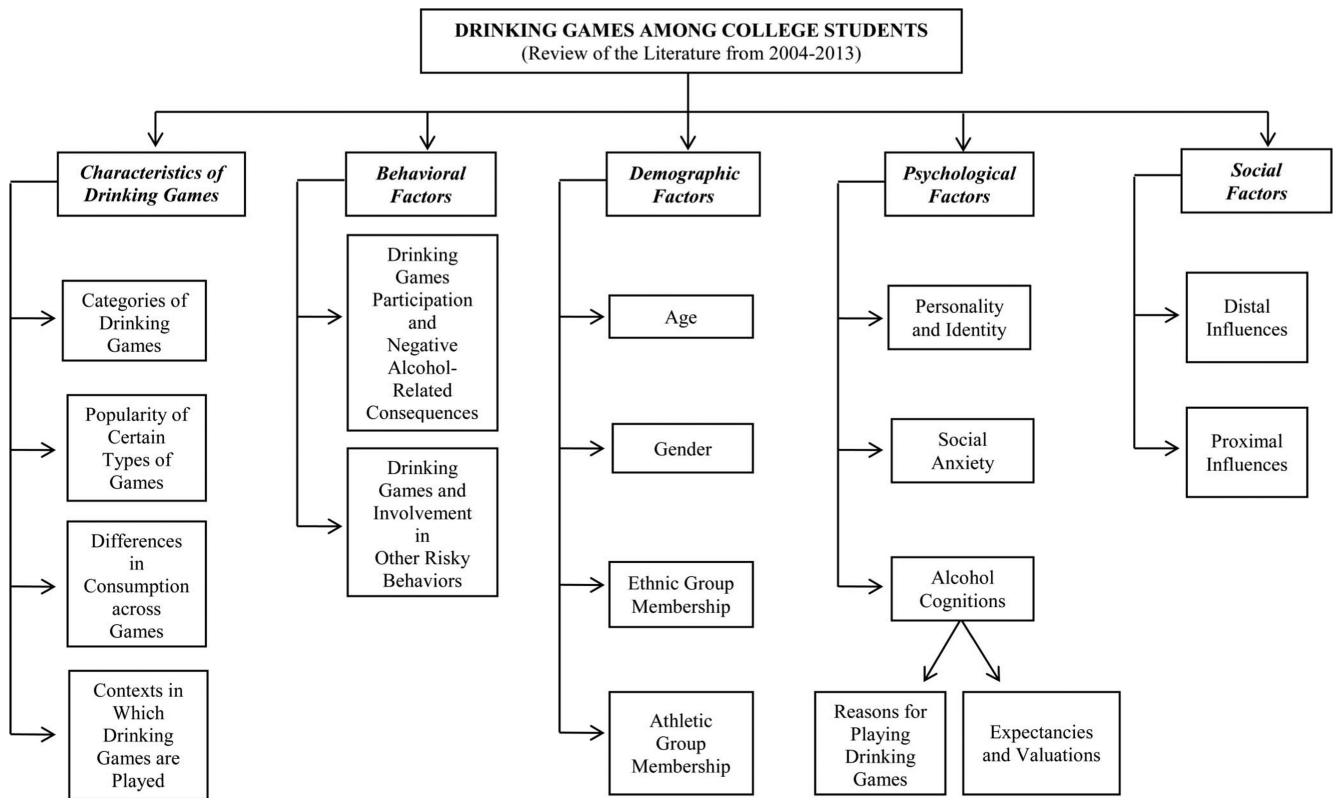 DRINKING GAMES AMONG COLLEGE STUDENTS
(Review of the Literature from 2004-2013)
Characteristics of
Drinking Games
Categories of
Drinking
Games
Popularity of
Certain
Types of
Games
Differences
in
Consumption
across
Games
Contexts in
Which
Drinking
Games are
Played
Behavioral
Factors
Drinking
Games
Participation
and
Negative
Alcohol-
Related
Consequences
Drinking
Games and
Involvement
in
Other Risky
Behaviors
Demographic
Factors
Age
Gender
Ethnic Group
Membership
Athletic
Group
Membership
Psychological
Factors
Personality
and Identity
Social
Anxiety
Alcohol
Cognitions
Reasons for
Playing
Drinking
Games
Expectancies
and Valuations
Social
Factors
Distal
Influences
Proximal
Influences